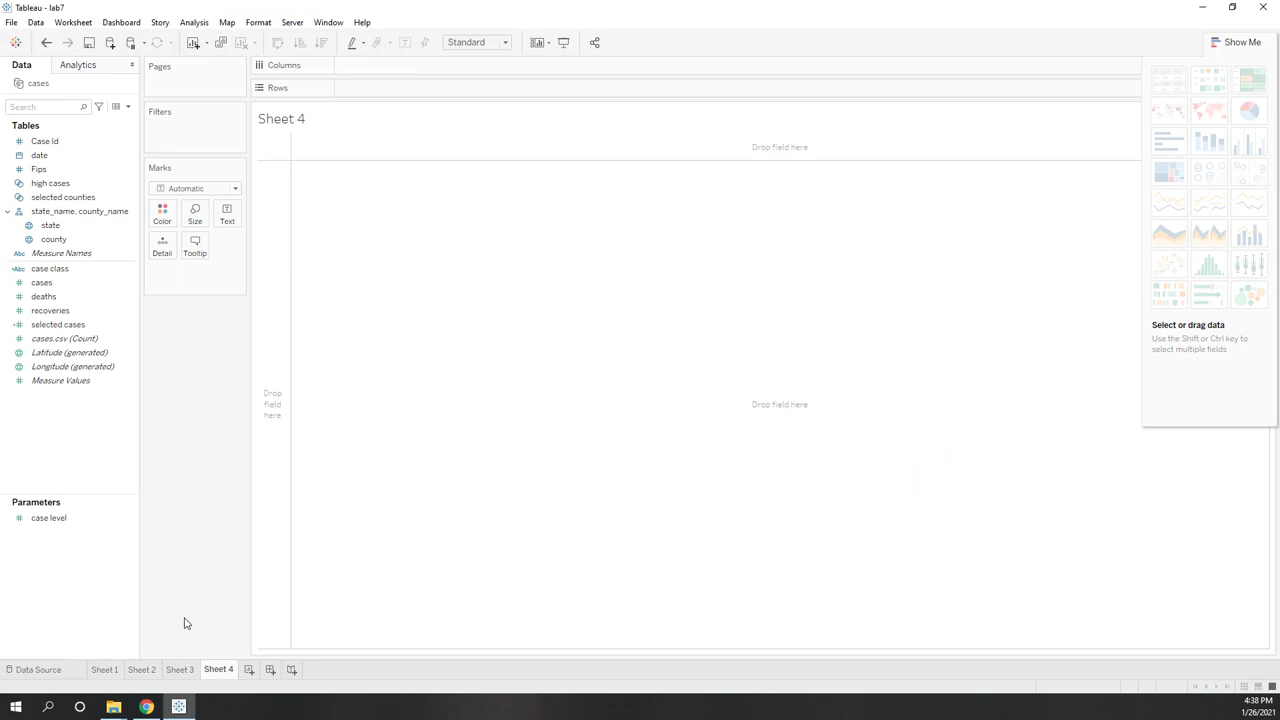 Tableau - lab7
File Data Worksheet Dashboard Story Analysis Map Format Server Window Help
Standard
Show Me
Data Analytics
cases
Search
Tables
Case Id
date
Fips
high cases
selected counties
state_name, county_name
state
county
Abc Measure Names
Abc case class
cases
deaths
recoveries
selected cases
cases.csv (Count)
Latitude (generated)
Longitude (generated)
Measure Values
Parameters
case level
Pages
Filters
Marks
Automatic
Color Size Text
Detail Tooltip
Columns
Rows
Sheet 4
Drop field here
Drop
field
here
Drop field here
Select or drag data
Use the Shift or Ctrl key to
select multiple fields
Data Source Sheet 1 Sheet 2 Sheet 3 Sheet 4
4:38 PM
1/26/2021